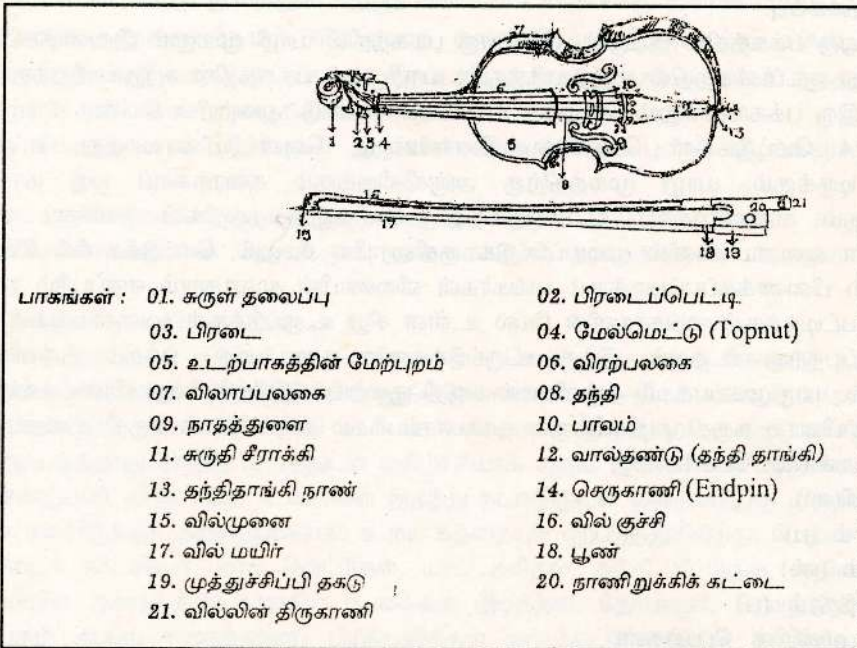 பாகங்கள் : 01. சுருள் தலைப்பு 02. பிரடைப்பெட்டி
03. பிரடை 04. மேல்மெட்டு (Topnut)
05. உடற்பாகத்தின் மேற்புறம் 06. விரற்பலகை
07. விலாப்பலகை 08. தந்தி
09. நாதத்துளை 10. பாலம்
11. சுருதி சீராக்கி 12. வால்தண்டு (தந்தி தாங்கி)
13. தந்திதாங்கி நாண் 14. செருகாணி (Endpin)
15. வில்முனை 16. வில் குச்சி
17. வில் மயிர் 18. பூண்
19. முத்துச்சிப்பி தகடு 20. நாணிறுக்கிக் கட்டை
21. வில்லின் திருகாணி